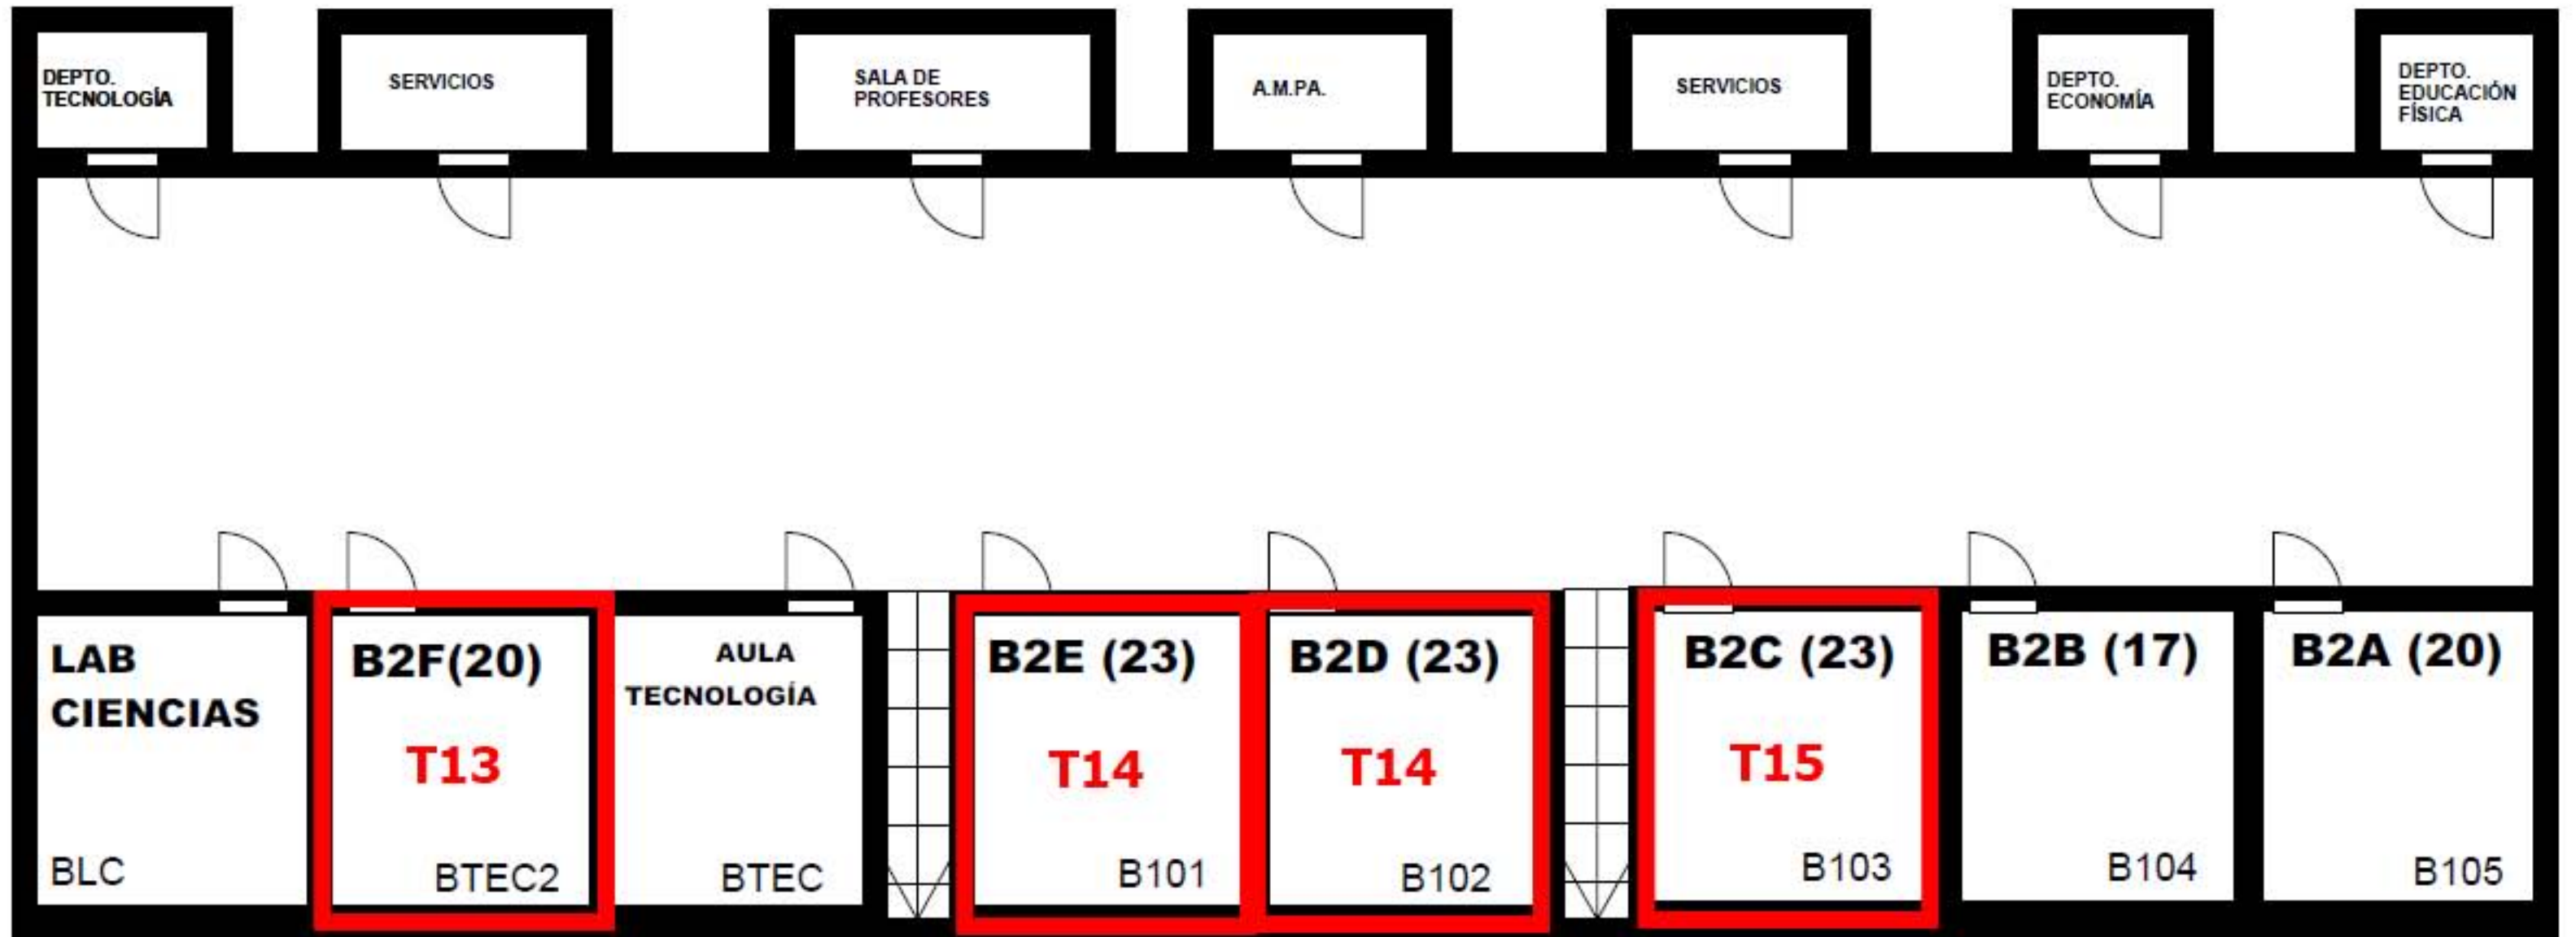 DEPTO.
TECNOLOGÍA
SERVICIOS
SALA DE
PROFESORES
A.M.PA.
SERVICIOS
DEPTO.
ECONOMÍA
DEPTO.
EDUCACIÓN
FÍSICA
LAB
CIENCIAS
BLC
B2F(20)
T13
BTEC2
AULA
TECNOLOGÍA
BTEC
B2E (23)
T14
B101
B2D (23)
T14
B102
B2C (23)
T15
B103
B2B (17)
B104
B2A (20)
B105